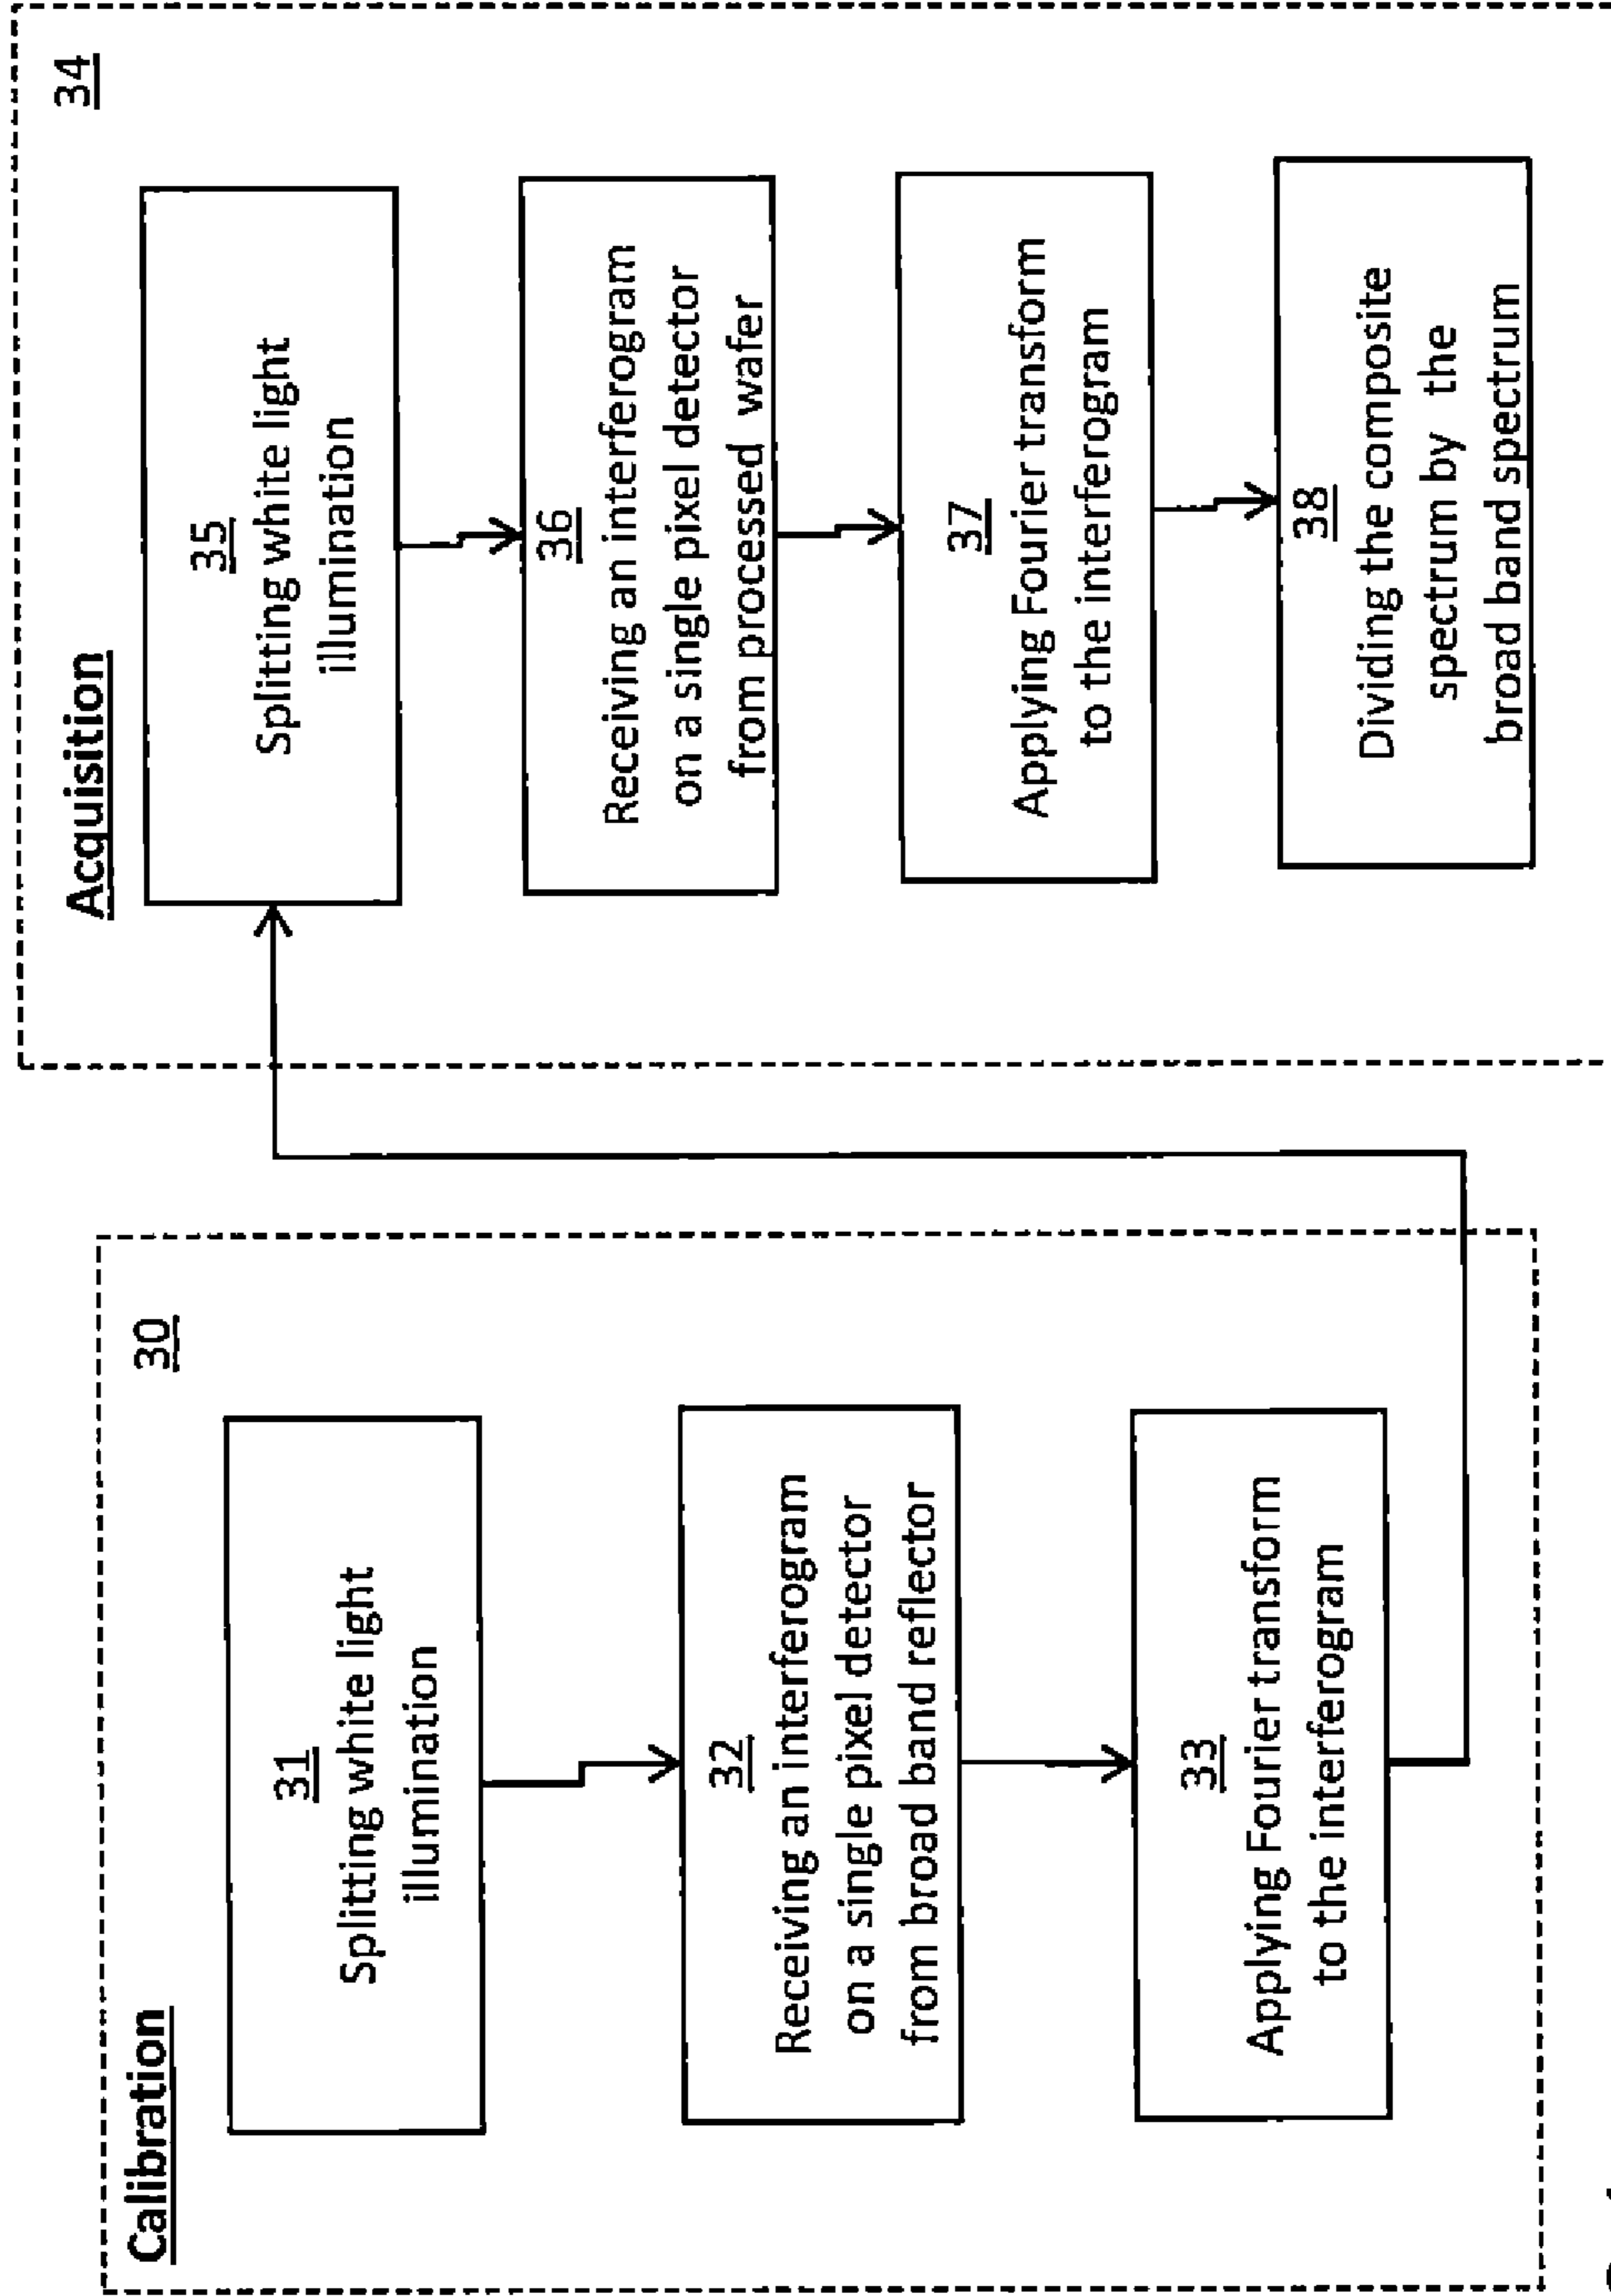 Calibration
30
31
Splitting white light
illumination
32
Receiving an interferogram
on a single pixel detector
from broad band reflector
33
Applying Fourier transform
to the interferogram
Acquisition
34
35
Splitting white light
illumination
36
Receiving an interferogram
on a single pixel detector
from processed wafer
37
Applying Fourier transform
to the interferogram
38
Dividing the composite
spectrum by the
broad band spectrum